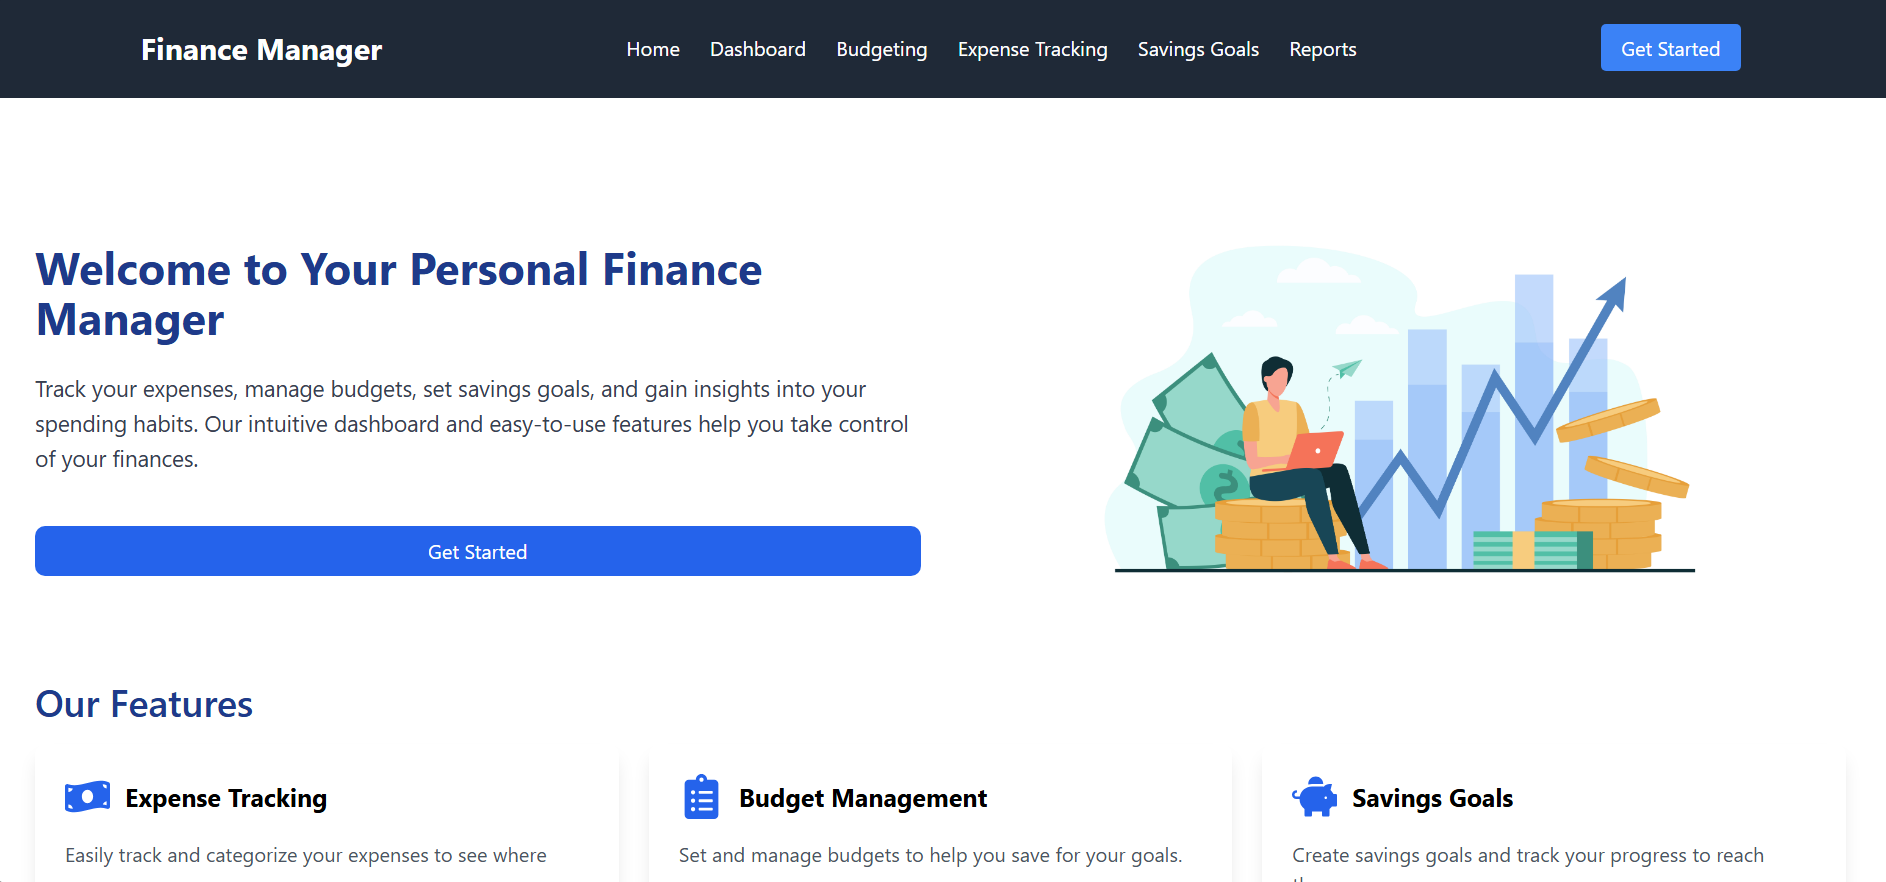 Finance Manager
Home Dashboard Budgeting Expense Tracking Savings Goals Reports
Get Started
Welcome to Your Personal Finance
Manager
Track your expenses, manage budgets, set savings goals, and gain insights into your
spending habits. Our intuitive dashboard and easy-to-use features help you take control
of your finances.
Get Started
Our Features
Expense Tracking
Easily track and categorize your expenses to see where
Budget Management
Set and manage budgets to help you save for your goals.
Savings Goals
Create savings goals and track your progress to reach